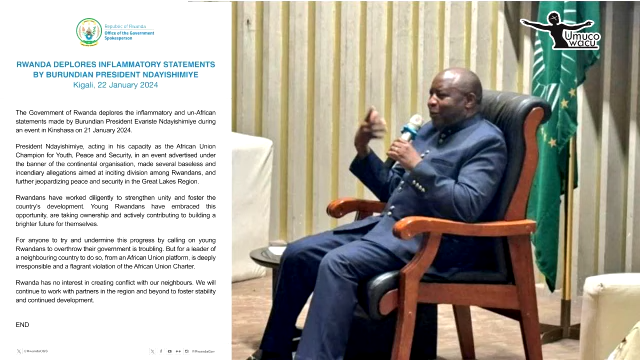 Republic of Rwanda
Office of the Government
Spokesperson
RWANDA DEPLORES INFLAMMATORY STATEMENTS
BY BURUNDIAN PRESIDENT NDAYISHIMIYE
Kigali, 22 January 2024
The Government of Rwanda deplores the inflammatory and un-African
statements made by Burundian President Evariste Ndayishimiye during
an event in Kinshasa on 21 January 2024.
President Ndayishimiye, acting in his capacity as the African Union
Champion for Youth, Peace and Security, in an event advertised under
the banner of the continental organisation, made several baseless and
incendiary allegations aimed at inciting division among Rwandans, and
further jeopardizing peace and security in the Great Lakes Region.
Rwandans have worked diligently to strengthen unity and foster the
country's development. Young Rwandans have embraced this
opportunity, are taking ownership and actively contributing to building a
brighter future for themselves.
For anyone to try and undermine this progress by calling on young
Rwandans to overthrow their government is troubling. But for a leader of
a neighbouring country to do so, from an African Union platform, is deeply
irresponsible and a flagrant violation of the African Union Charter.
Rwanda has no interest in creating conflict with our neighbours. We will
continue to work with partners in the region and beyond to foster stability
and continued development.
END
Umuco
wacu